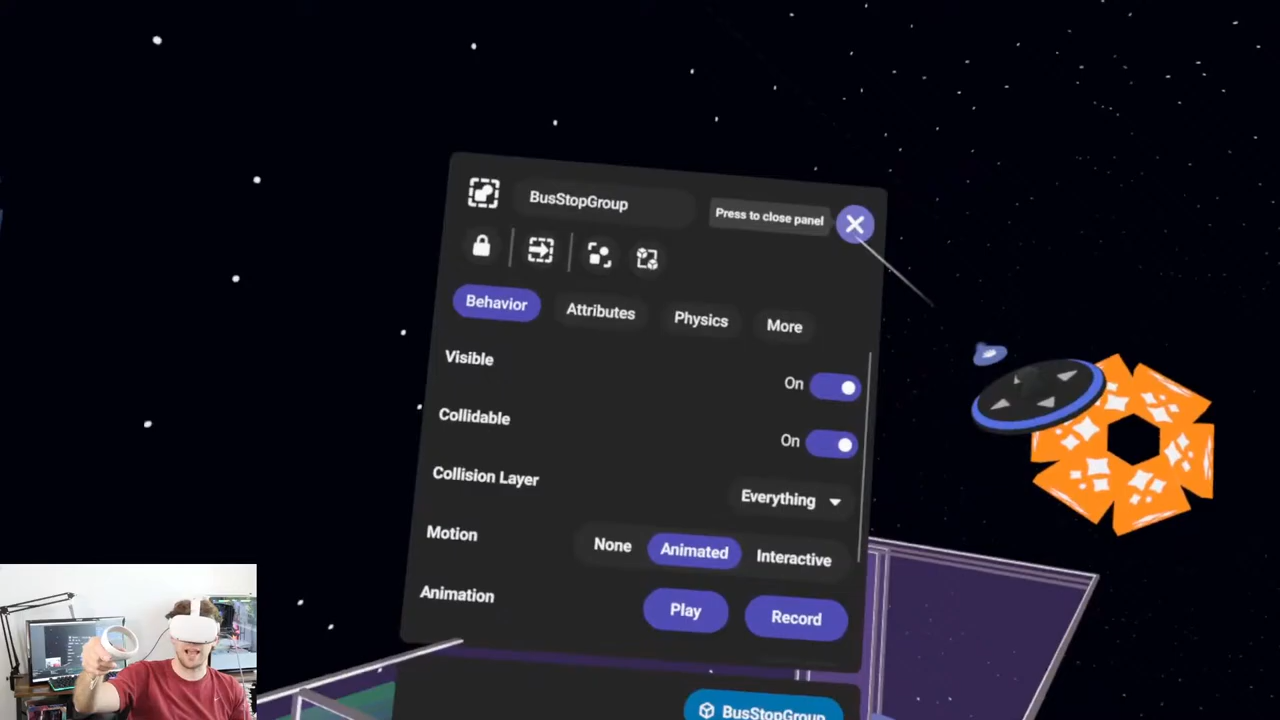 BusStopGroup
Press to close panel
Behavior
Attributes
Physics
More
Visible
On
Collidable
On
Collision Layer
Everything
Motion
None
Animated
Interactive
Animation
Play
Record
BusStopGroup